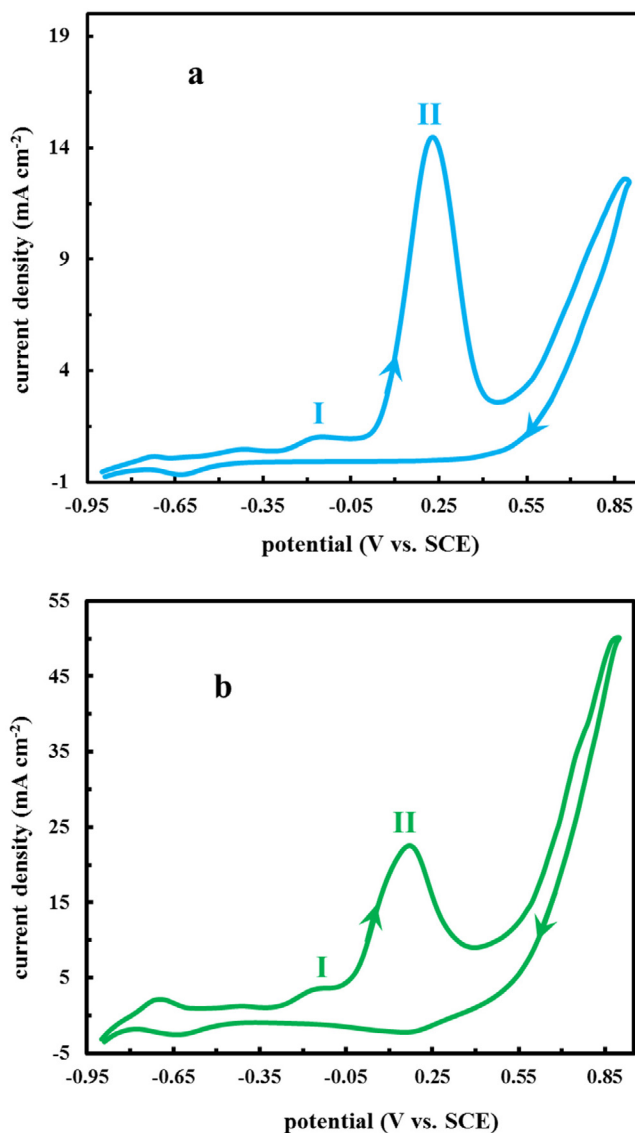 19
a
II
14
9
4
I
-1
-0.95 -0.65 -0.35 -0.05 0.25 0.55 0.85
current density (mA cm⁻²)
potential (V vs. SCE)
55
b
45
35
25
II
15
I
5
-5
-0.95 -0.65 -0.35 -0.05 0.25 0.55 0.85
current density (mA cm⁻²)
potential (V vs. SCE)